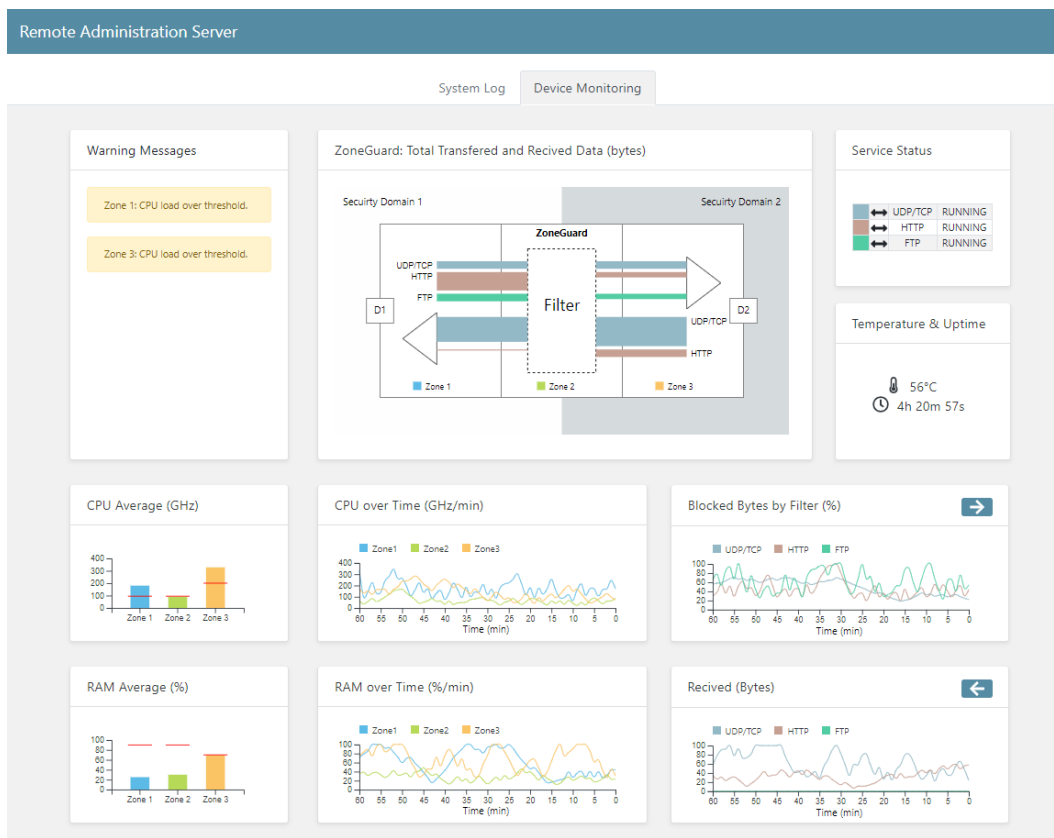 Remote Administration Server
System Log
Device Monitoring
Warning Messages
Zone 1: CPU load over threshold.
Zone 3: CPU load over threshold.
ZoneGuard: Total Transfered and Recived Data (bytes)
Secuirty Domain 1
Secuirty Domain 2
ZoneGuard
UDP/TCP
HTTP
FTP
Filter
D1
D2
UDP/TCP
HTTP
Zone 1
Zone 2
Zone 3
Service Status
UDP/TCP RUNNING
HTTP RUNNING
FTP RUNNING
Temperature & Uptime
56°C
4h 20m 57s
CPU Average (GHz)
400
300
200
100
0
Zone 1 Zone 2 Zone 3
CPU over Time (GHz/min)
Zone1 Zone2 Zone3
400
300
200
100
0
60 55 50 45 40 35 30 25 20 15 10 5 0
Time (min)
Blocked Bytes by Filter (%)
UDP/TCP HTTP FTP
100
80
60
40
20
0
60 55 50 45 40 35 30 25 20 15 10 5 0
Time (min)
RAM Average (%)
100
80
60
40
20
0
Zone 1 Zone 2 Zone 3
RAM over Time (%/min)
Zone1 Zone2 Zone3
100
80
60
40
20
0
60 55 50 45 40 35 30 25 20 15 10 5 0
Time (min)
Recived (Bytes)
UDP/TCP HTTP FTP
100
80
60
40
20
0
60 55 50 45 40 35 30 25 20 15 10 5 0
Time (min)